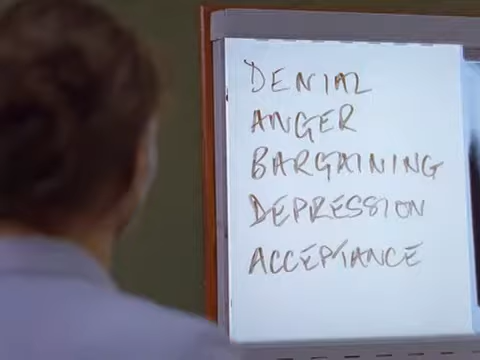 DENIAL
ANGER
BARGAINING
DEPRESSION
ACCEPTANCE